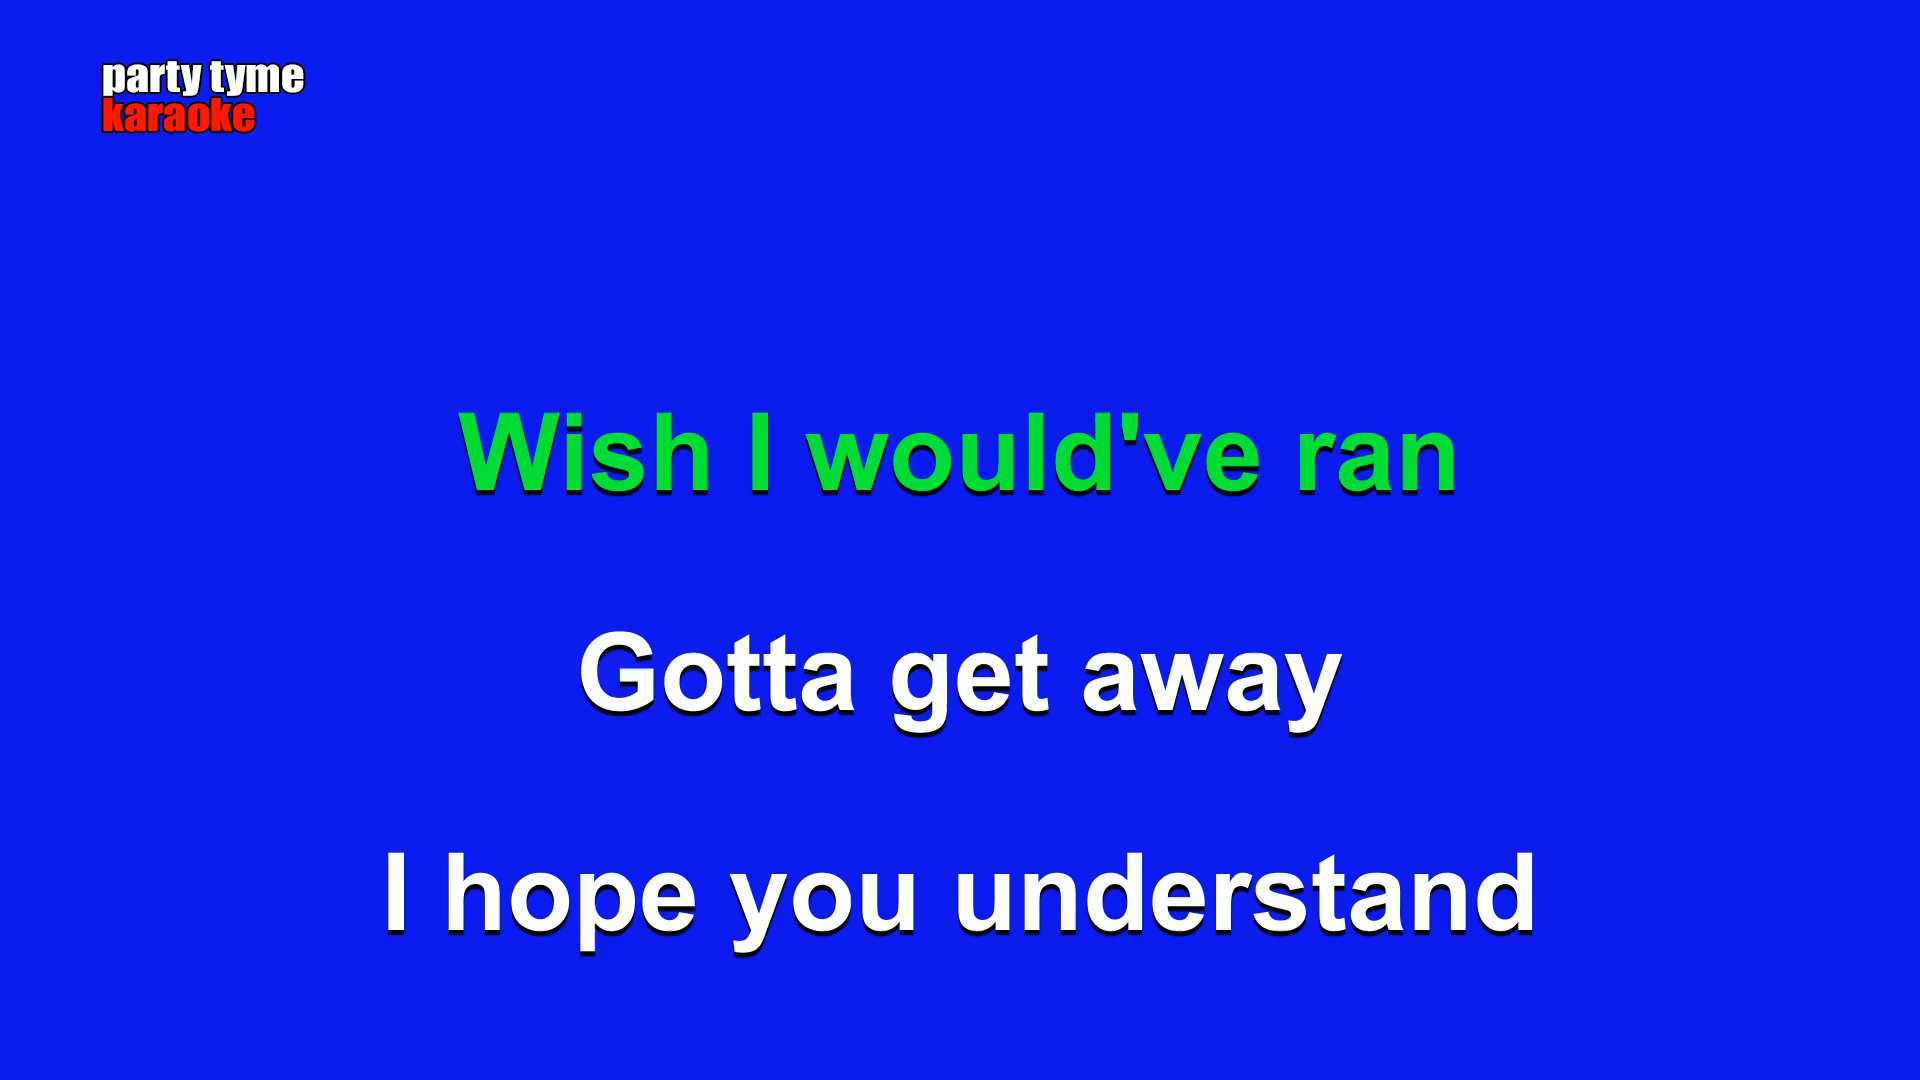 party tyme
karaoke
Wish I would've ran
Gotta get away
I hope you understand